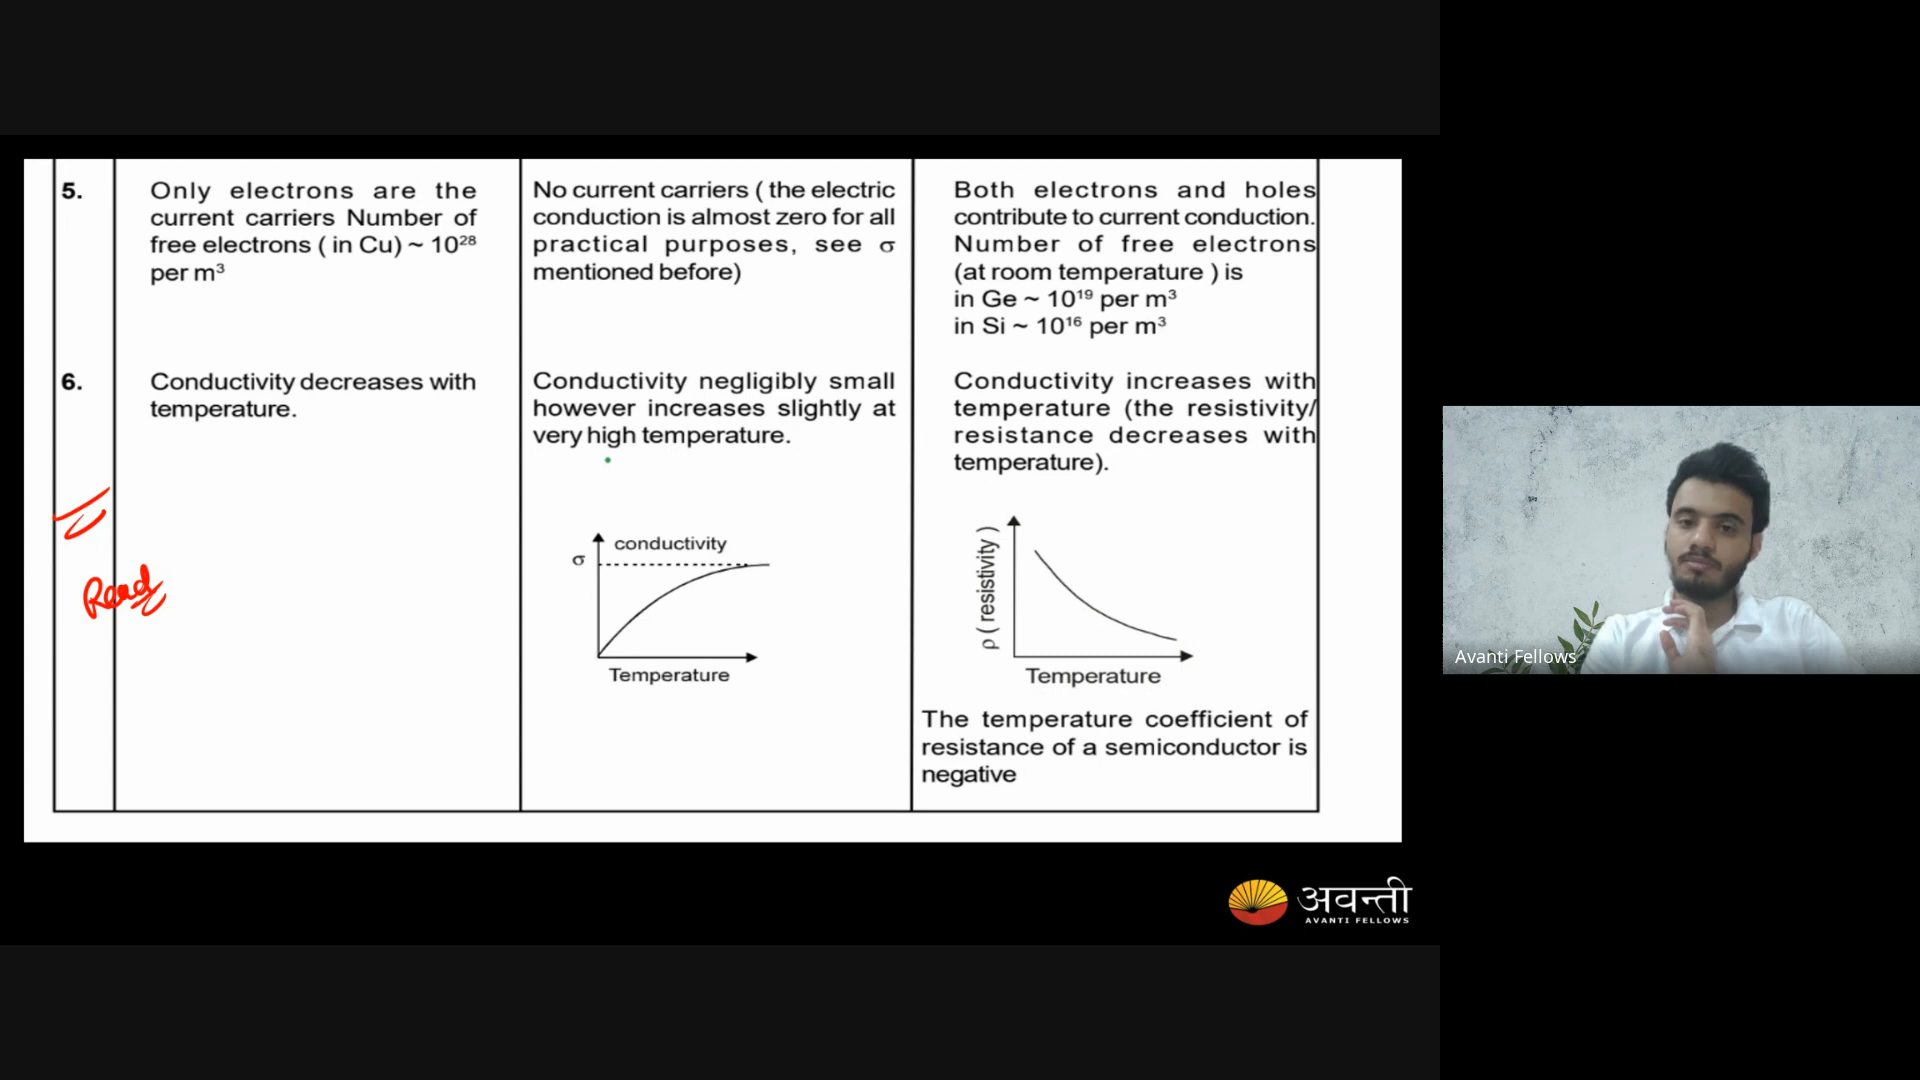 5.
Only electrons are the
current carriers Number of
free electrons ( in Cu) ~ 10²⁸
per m³
No current carriers ( the electric
conduction is almost zero for all
practical purposes, see σ
mentioned before)
Both electrons and holes
contribute to current conduction.
Number of free electrons
(at room temperature ) is
in Ge ~ 10¹⁹ per m³
in Si ~ 10¹⁶ per m³
6.
Conductivity decreases with
temperature.
Conductivity negligibly small
however increases slightly at
very high temperature.
Conductivity increases with
temperature (the resistivity/
resistance decreases with
temperature).
Read
σ
conductivity
Temperature
ρ ( resistivity )
Temperature
The temperature coefficient of
resistance of a semiconductor is
negative
Avanti Fellows
अवन्ती
AVANTI FELLOWS